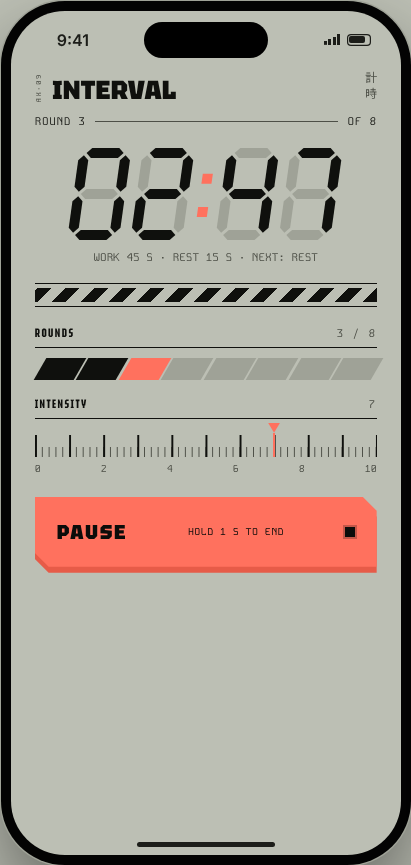 9:41
INTERVAL
計時
ROUND 3 OF 8
02:47
WORK 45 S · REST 15 S · NEXT: REST
ROUNDS 3 / 8
INTENSITY 7
0 2 4 6 8 10
PAUSE HOLD 1 S TO END